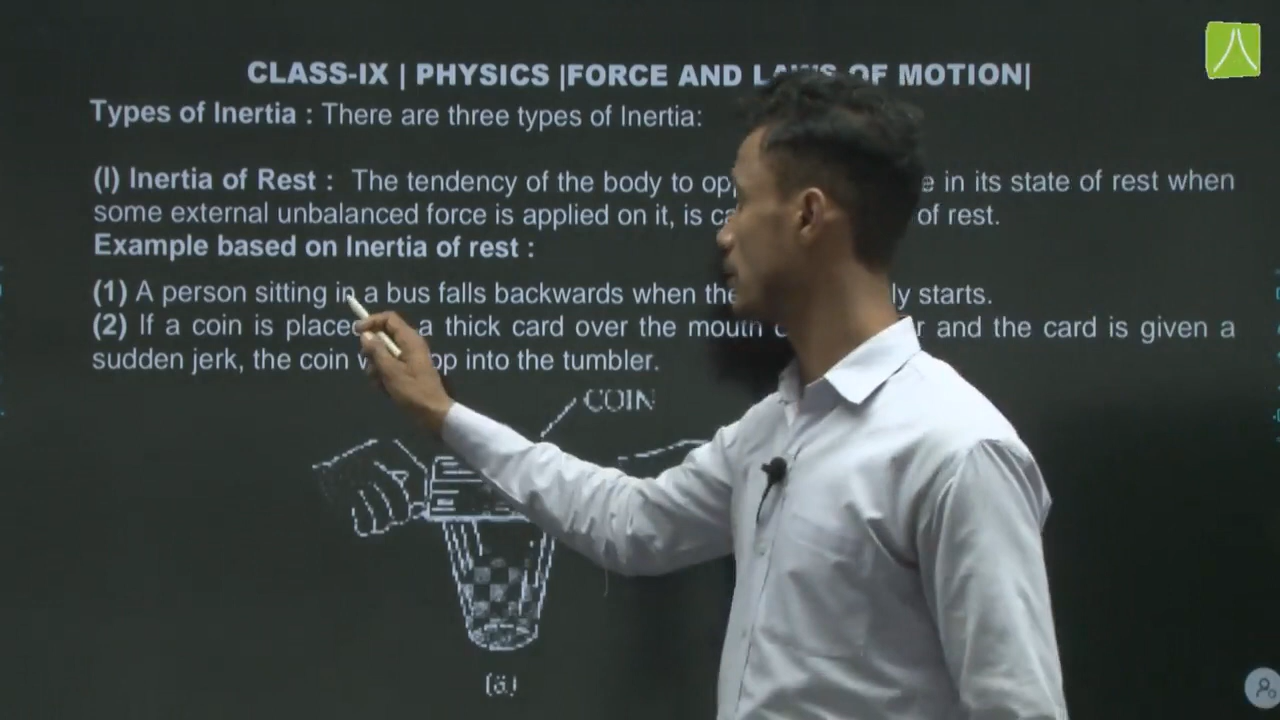 CLASS-IX | PHYSICS |FORCE AND LAWS OF MOTION|
Types of Inertia : There are three types of Inertia:
(I) Inertia of Rest : The tendency of the body to in its state of rest when
some external unbalanced force is applied on it, is of rest.
Example based on Inertia of rest :
(1) A person sitting in a bus falls backwards when the starts.
(2) If a coin is placed a thick card over the mouth and the card is given a
sudden jerk, the coin into the tumbler.
COIN
(a)